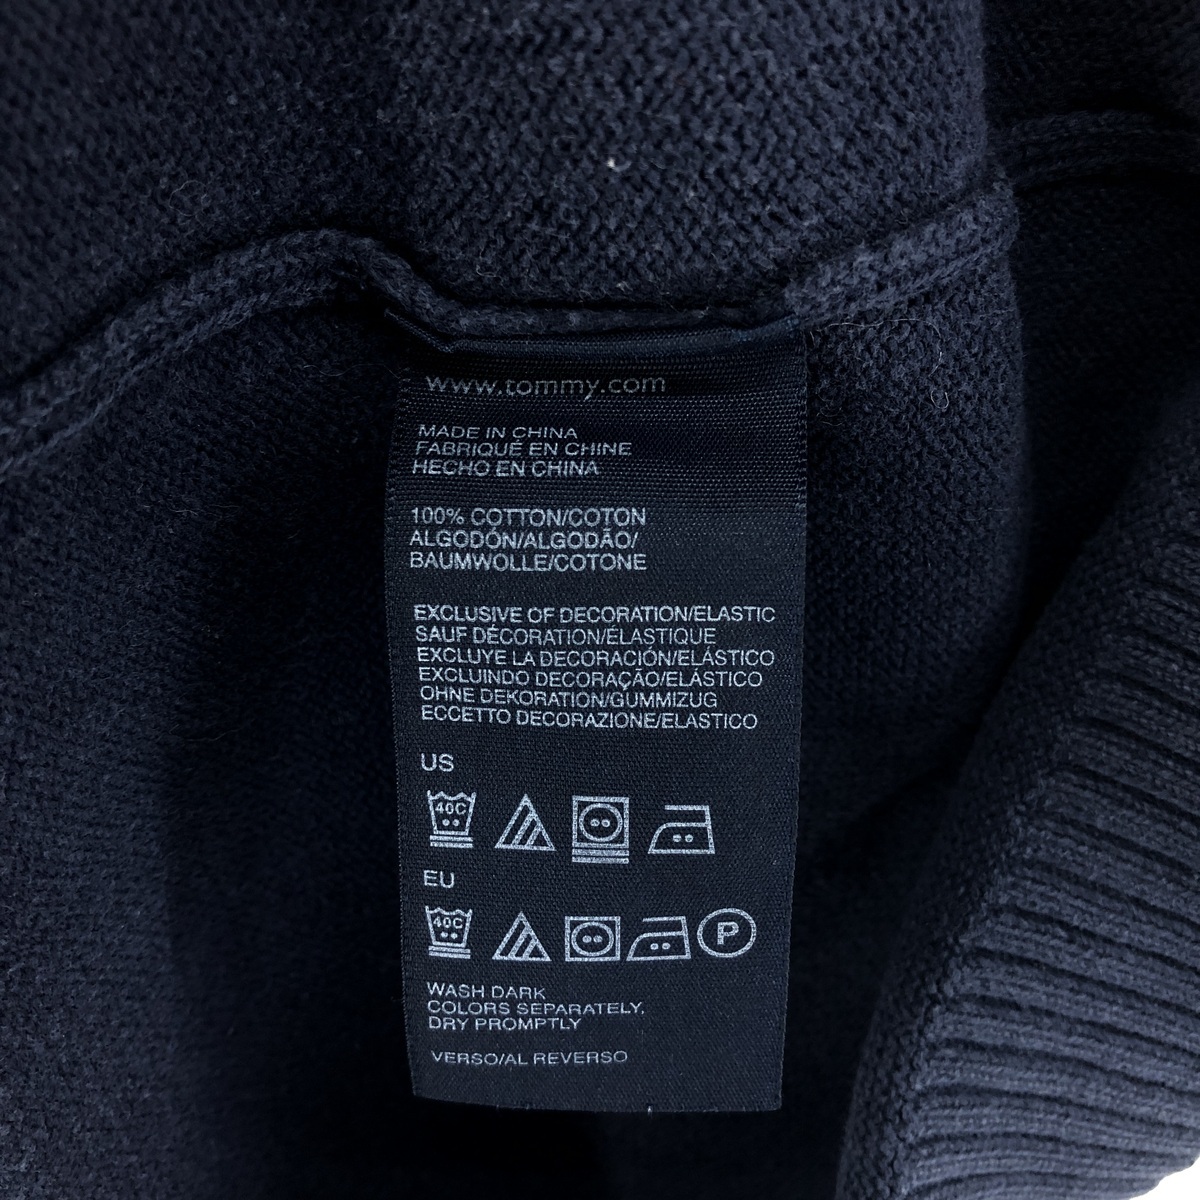 www.tommy.com
MADE IN CHINA
FABRIQUÉ EN CHINE
HECHO EN CHINA
100% COTTON/COTON
ALGODÓN/ALGODÃO/
BAUMWOLLE/COTONE
EXCLUSIVE OF DECORATION/ELASTIC
SAUF DÉCORATION/ÉLASTIQUE
EXCLUYE LA DECORACIÓN/ELÁSTICO
EXCLUINDO DECORAÇÃO/ELÁSTICO
OHNE DEKORATION/GUMMIZUG
ECCETTO DECORAZIONE/ELASTICO
US
40C
EU
40C P
WASH DARK
COLORS SEPARATELY.
DRY PROMPTLY
VERSO/AL REVERSO